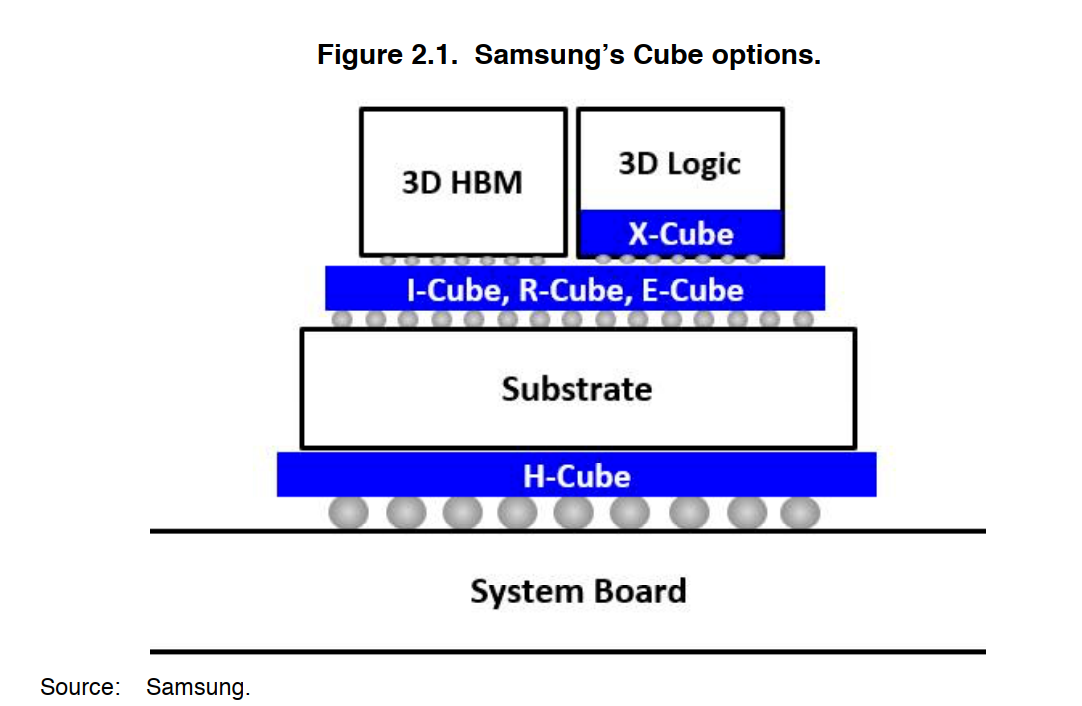 Figure 2.1.  Samsung’s Cube options.
3D HBM
3D Logic
X-Cube
I-Cube, R-Cube, E-Cube
Substrate
H-Cube
System Board
Source:   Samsung.